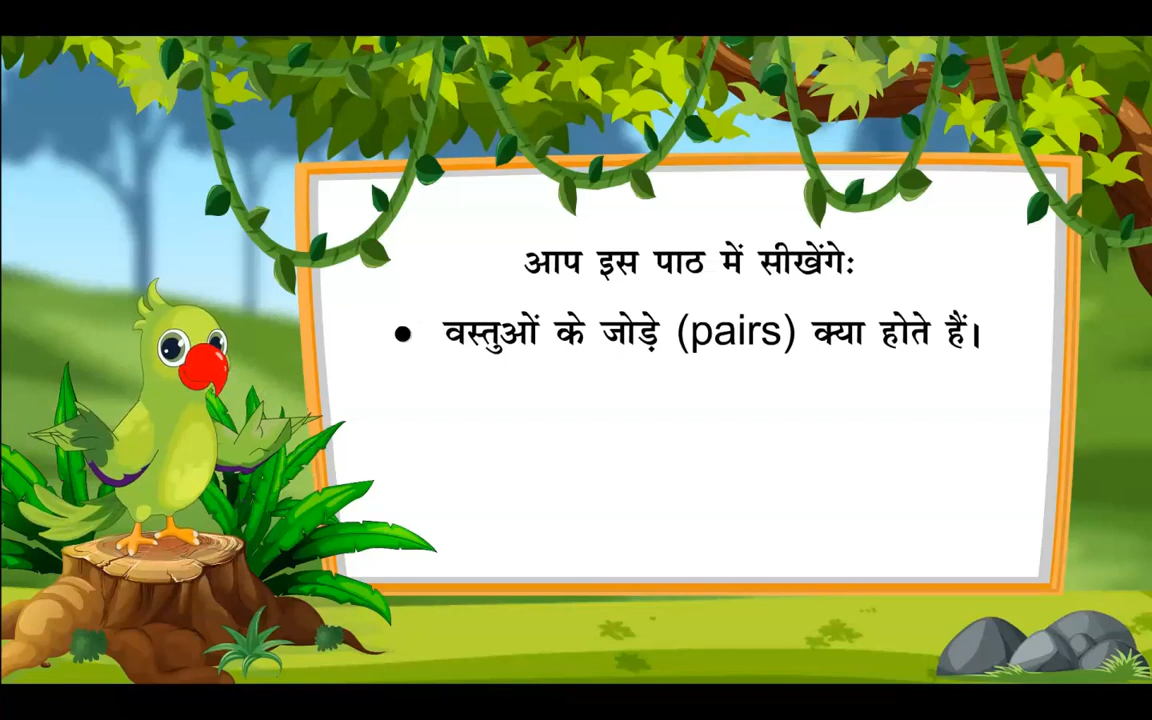 आप इस पाठ में सीखेंगे:
• वस्तुओं के जोड़े (pairs) क्या होते हैं।